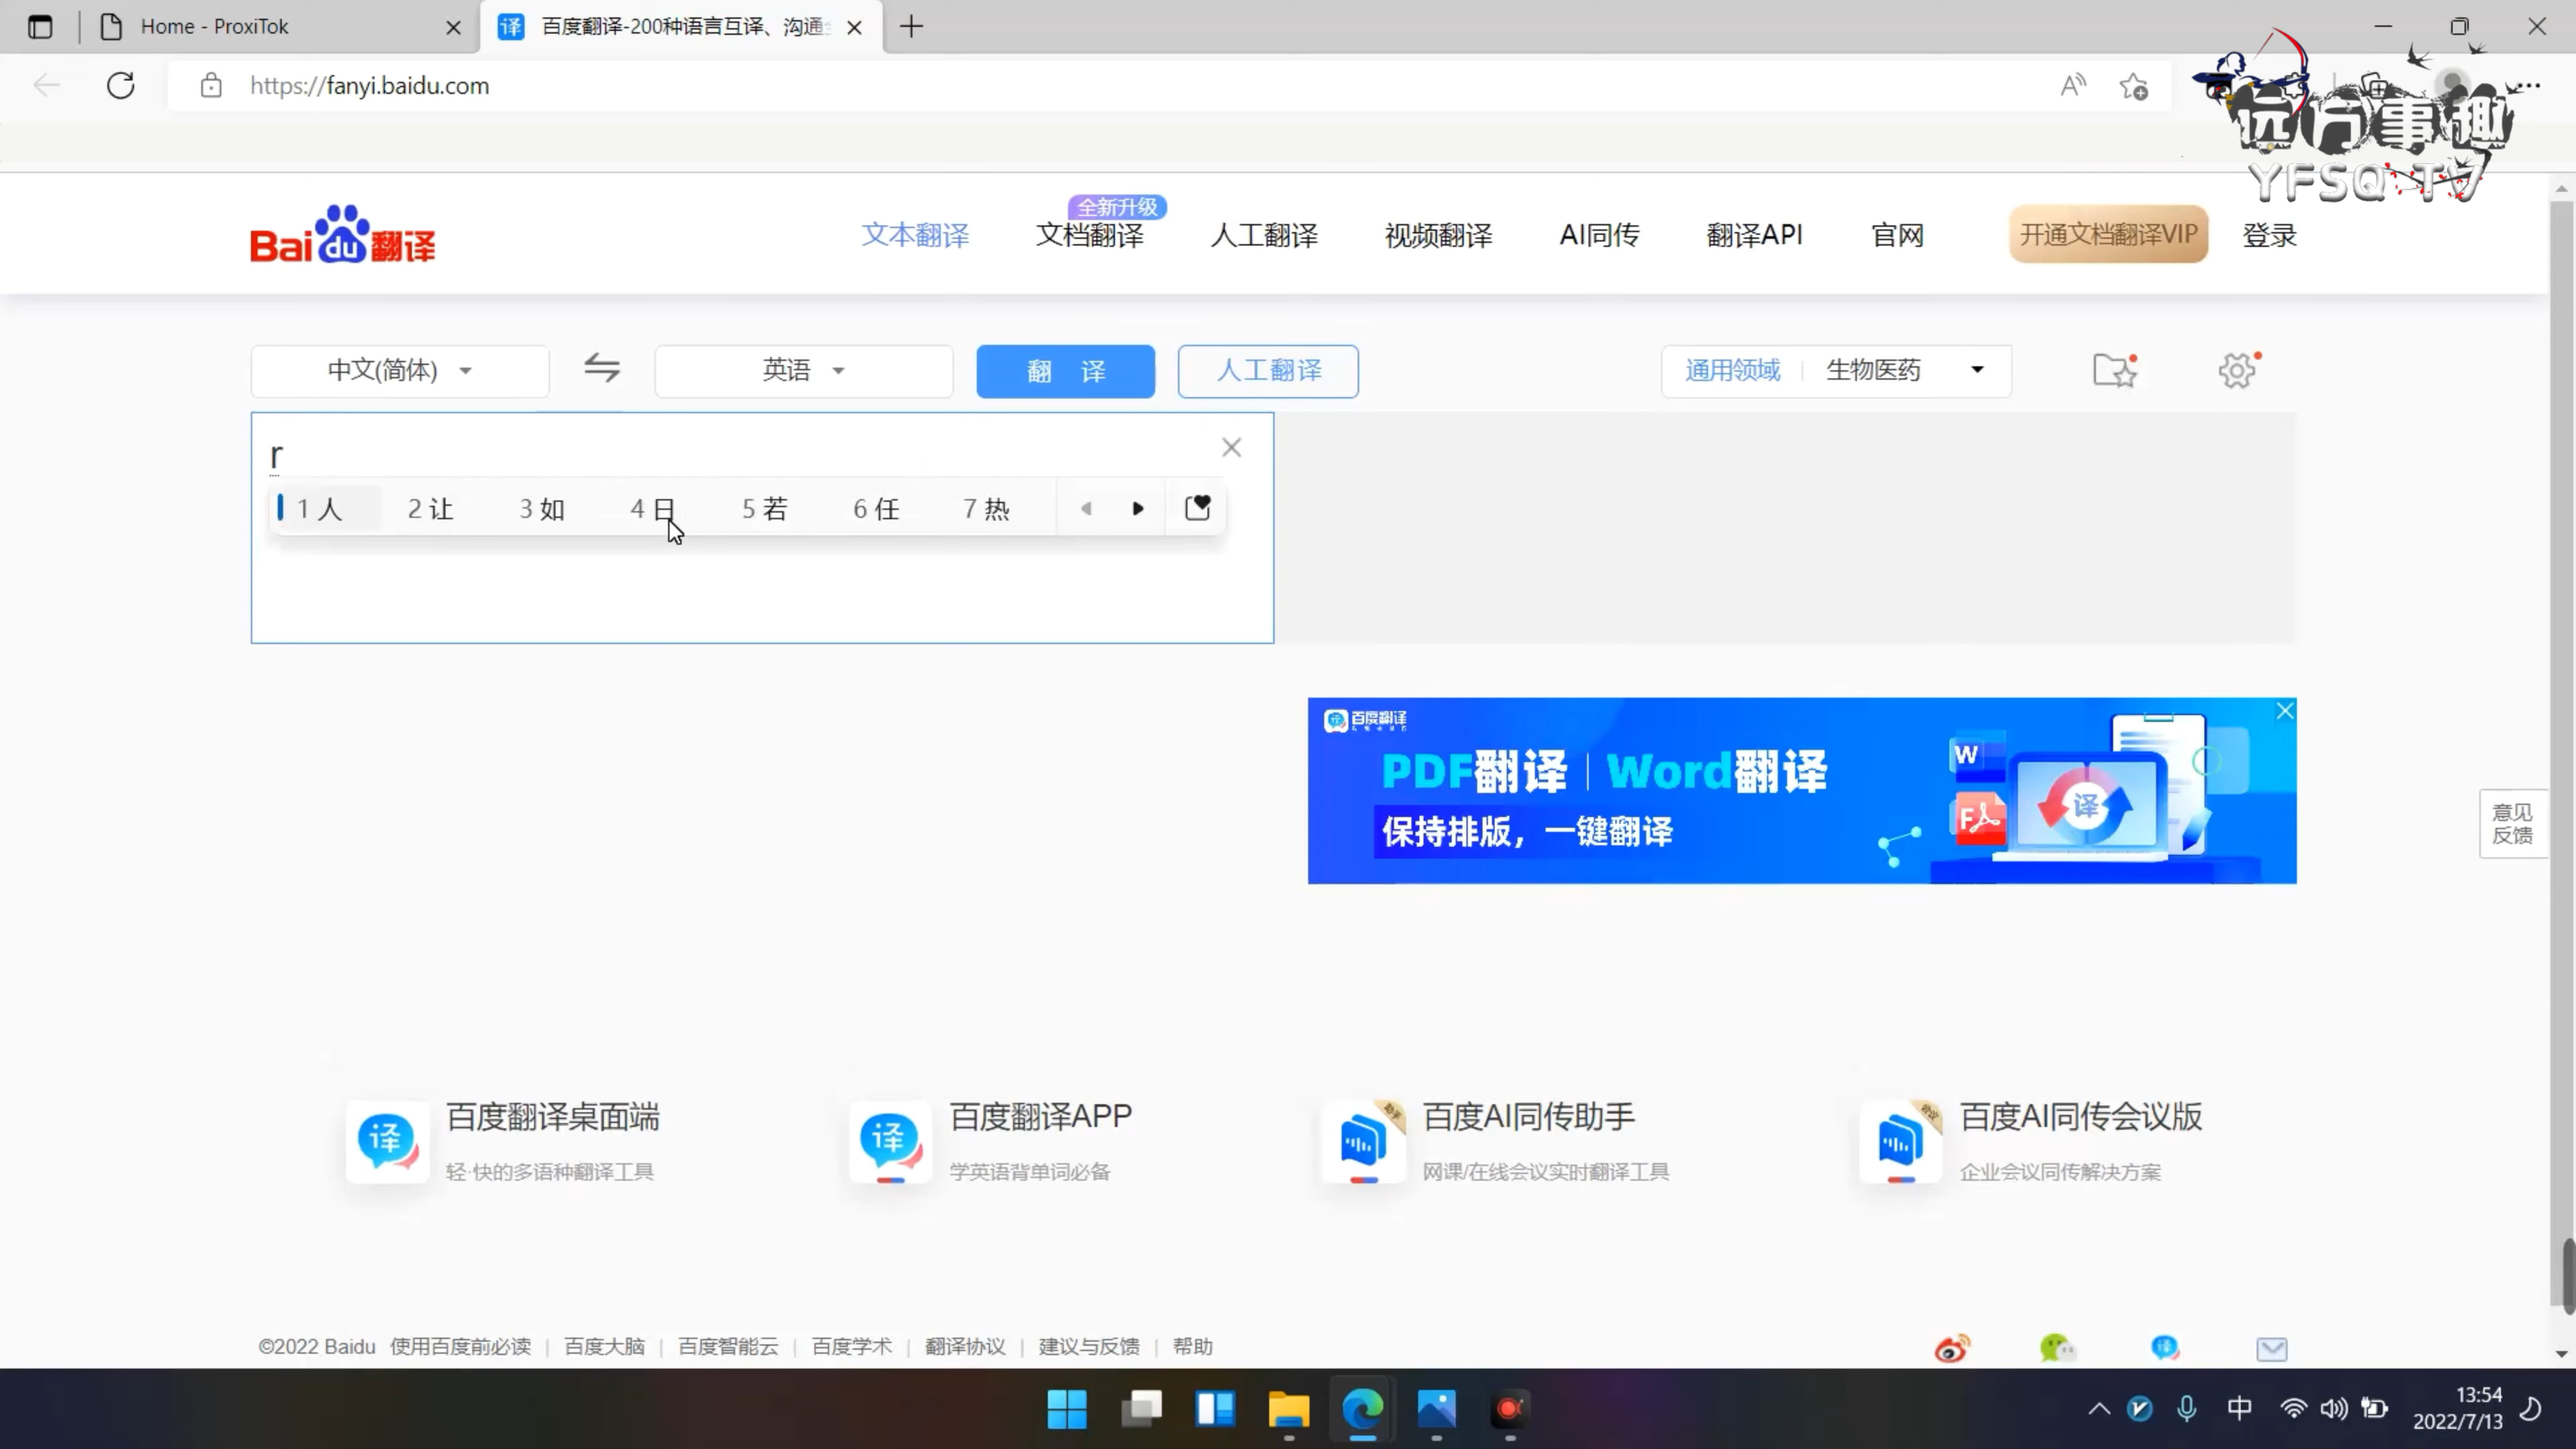 Home - ProxiTok
百度翻译-200种语言互译、沟通
https://fanyi.baidu.com
远方事趣
YFSQ TV
Bai du 翻译
文本翻译
全新升级
文档翻译
人工翻译
视频翻译
AI同传
翻译API
官网
开通文档翻译VIP
登录
中文(简体)
英语
翻 译
人工翻译
通用领域
生物医药
r
1 人 2 让 3 如 4 日 5 若 6 任 7 热
百度翻译
PDF翻译 | Word翻译
保持排版，一键翻译
W
译
意见
反馈
译
百度翻译桌面端
轻·快的多语种翻译工具
译
百度翻译APP
学英语背单词必备
助手
百度AI同传助手
网课/在线会议实时翻译工具
会议
百度AI同传会议版
企业会议同传解决方案
©2022 Baidu 使用百度前必读 | 百度大脑 | 百度智能云 | 百度学术 | 翻译协议 | 建议与反馈 | 帮助
中
13:54
2022/7/13